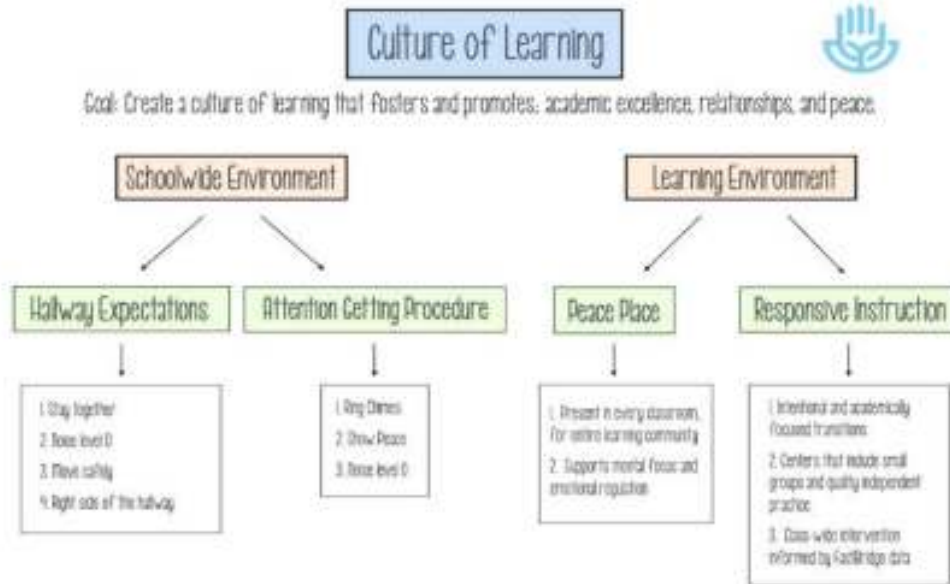 Culture of Learning
Goal: Create a culture of learning that fosters and promotes: academic excellence, relationships, and peace.
Schoolwide Environment
Learning Environment
Hallway Expectations
Attention Getting Procedure
Peace Place
Responsive Instruction
1. Stay together
2. Noise level 0
3. Move safely
4. Right side of the hallway
1. Ring Chimes
2. Show Peace
3. Noise level 0
1. Present in every classroom,
for entire learning community
2. Supports mental focus and
emotional regulation
1. Intentional and academically
focused transitions
2. Centers that include small
groups and quality independent
practice
3. Class-wide intervention
informed by FastBridge data